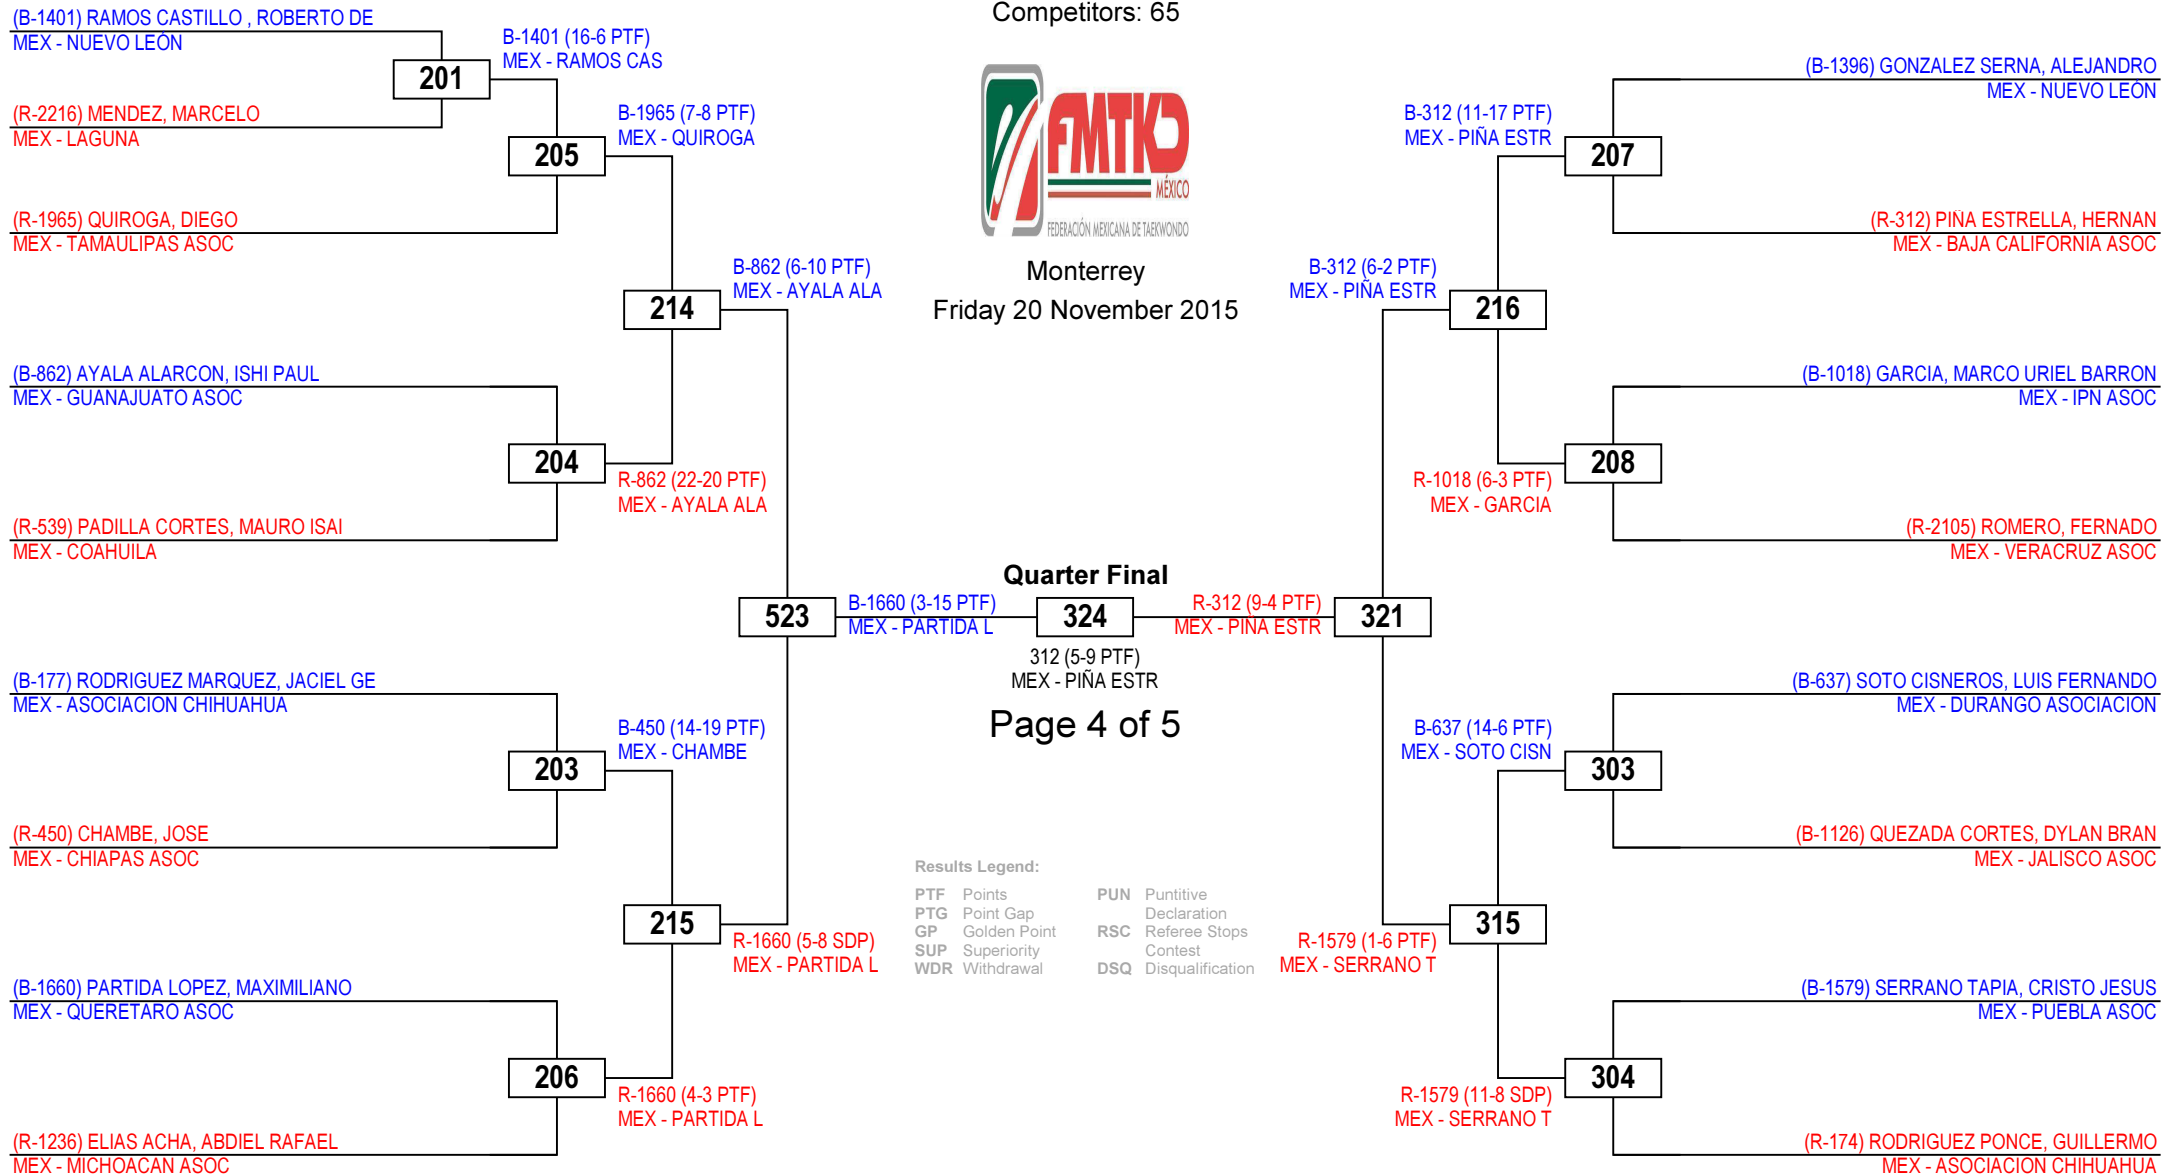 Competitors: 65
FMTKD
MÉXICO
FEDERACIÓN MEXICANA DE TAEKWONDO
Monterrey
Friday 20 November 2015
(B-1401) RAMOS CASTILLO , ROBERTO DE
MEX - NUEVO LEÓN
(R-2216) MENDEZ, MARCELO
MEX - LAGUNA
201
B-1401 (16-6 PTF)
MEX - RAMOS CAS
(R-1965) QUIROGA, DIEGO
MEX - TAMAULIPAS ASOC
205
B-1965 (7-8 PTF)
MEX - QUIROGA
(B-862) AYALA ALARCON, ISHI PAUL
MEX - GUANAJUATO ASOC
(R-539) PADILLA CORTES, MAURO ISAI
MEX - COAHUILA
204
R-862 (22-20 PTF)
MEX - AYALA ALA
214
B-862 (6-10 PTF)
MEX - AYALA ALA
(B-177) RODRIGUEZ MARQUEZ, JACIEL GE
MEX - ASOCIACION CHIHUAHUA
(R-450) CHAMBE, JOSE
MEX - CHIAPAS ASOC
203
B-450 (14-19 PTF)
MEX - CHAMBE
(B-1660) PARTIDA LOPEZ, MAXIMILIANO
MEX - QUERETARO ASOC
(R-1236) ELIAS ACHA, ABDIEL RAFAEL
MEX - MICHOACAN ASOC
206
R-1660 (4-3 PTF)
MEX - PARTIDA L
215
R-1660 (5-8 SDP)
MEX - PARTIDA L
523
B-1660 (3-15 PTF)
MEX - PARTIDA L
Quarter Final
324
312 (5-9 PTF)
MEX - PIÑA ESTR
Page 4 of 5
R-312 (9-4 PTF)
MEX - PIÑA ESTR
321
(B-1396) GONZALEZ SERNA, ALEJANDRO
MEX - NUEVO LEÓN
(R-312) PIÑA ESTRELLA, HERNAN
MEX - BAJA CALIFORNIA ASOC
207
B-312 (11-17 PTF)
MEX - PIÑA ESTR
(B-1018) GARCIA, MARCO URIEL BARRON
MEX - IPN ASOC
(R-2105) ROMERO, FERNADO
MEX - VERACRUZ ASOC
208
R-1018 (6-3 PTF)
MEX - GARCIA
216
B-312 (6-2 PTF)
MEX - PIÑA ESTR
(B-637) SOTO CISNEROS, LUIS FERNANDO
MEX - DURANGO ASOCIACION
(B-1126) QUEZADA CORTES, DYLAN BRAN
MEX - JALISCO ASOC
303
B-637 (14-6 PTF)
MEX - SOTO CISN
(B-1579) SERRANO TAPIA, CRISTO JESUS
MEX - PUEBLA ASOC
(R-174) RODRIGUEZ PONCE, GUILLERMO
MEX - ASOCIACION CHIHUAHUA
304
R-1579 (11-8 SDP)
MEX - SERRANO T
315
R-1579 (1-6 PTF)
MEX - SERRANO T
Results Legend:
PTF Points
PTG Point Gap
GP Golden Point
SUP Superiority
WDR Withdrawal
PUN Puntitive
Declaration
RSC Referee Stops
Contest
DSQ Disqualification